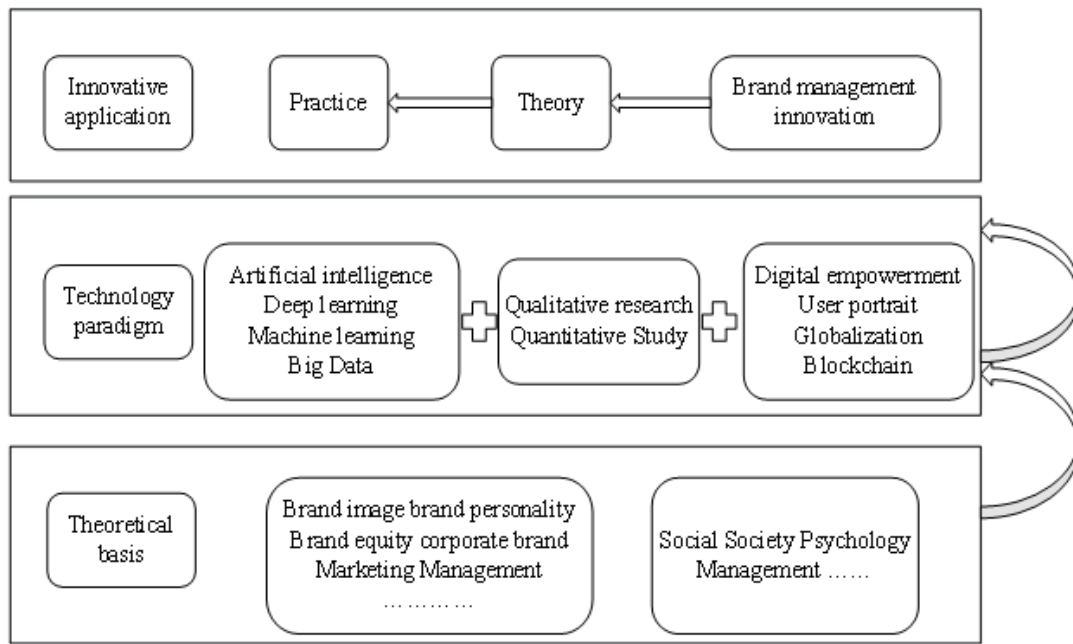 Innovative
application
Practice
Theory
Brand management
innovation
Technology
paradigm
Artificial intelligence
Deep learning
Machine learning
Big Data
Qualitative research
Quantitative Study
Digital empowerment
User portrait
Globalization
Blockchain
Theoretical
basis
Brand image brand personality
Brand equity corporate brand
Marketing Management
…………
Social Society Psychology
Management ……